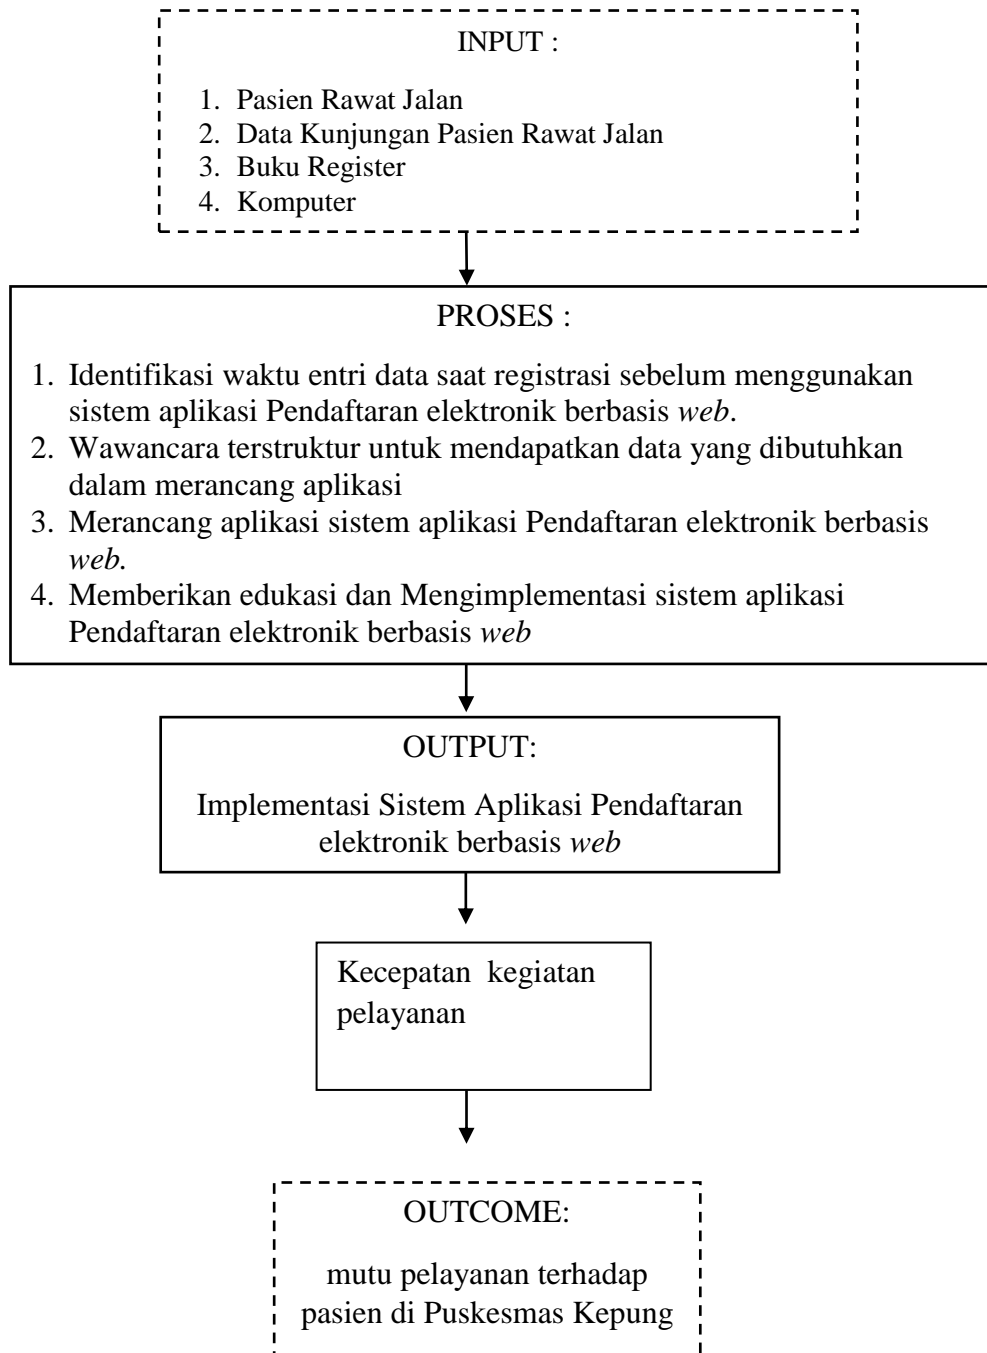 INPUT :
1. Pasien Rawat Jalan
2. Data Kunjungan Pasien Rawat Jalan
3. Buku Register
4. Komputer
PROSES :
1. Identifikasi waktu entri data saat registrasi sebelum menggunakan
sistem aplikasi Pendaftaran elektronik berbasis web.
2. Wawancara terstruktur untuk mendapatkan data yang dibutuhkan
dalam merancang aplikasi
3. Merancang aplikasi sistem aplikasi Pendaftaran elektronik berbasis
web.
4. Memberikan edukasi dan Mengimplementasi sistem aplikasi
Pendaftaran elektronik berbasis web
OUTPUT:
Implementasi Sistem Aplikasi Pendaftaran
elektronik berbasis web
Kecepatan kegiatan
pelayanan
OUTCOME:
mutu pelayanan terhadap
pasien di Puskesmas Kepung